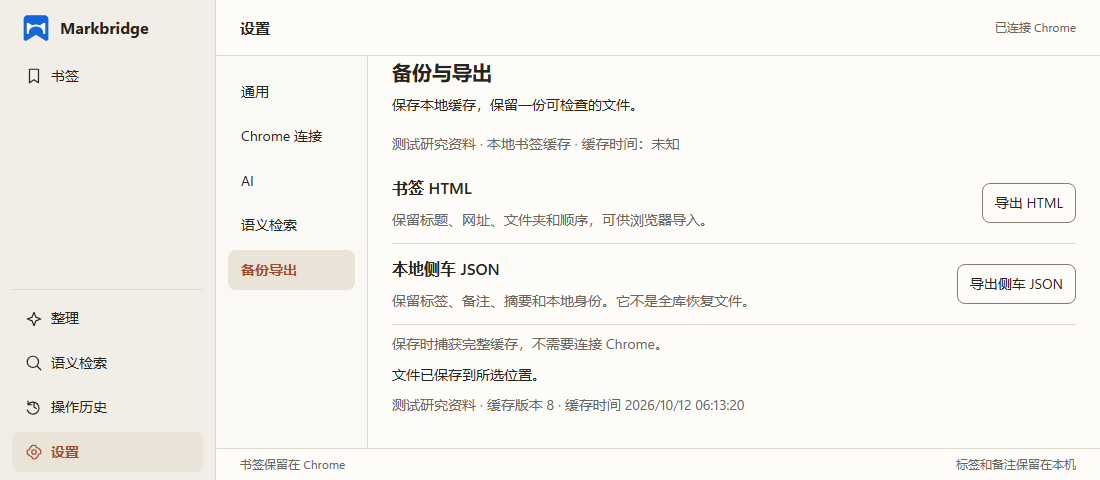 Markbridge
书签
整理
语义检索
操作历史
设置
设置
已连接 Chrome
通用
Chrome 连接
AI
语义检索
备份导出
备份与导出
保存本地缓存，保留一份可检查的文件。
测试研究资料 · 本地书签缓存 · 缓存时间：未知
书签 HTML
保留标题、网址、文件夹和顺序，可供浏览器导入。
导出 HTML
本地侧车 JSON
保留标签、备注、摘要和本地身份。它不是全库恢复文件。
导出侧车 JSON
保存时捕获完整缓存，不需要连接 Chrome。
文件已保存到所选位置。
测试研究资料 · 缓存版本 8 · 缓存时间 2026/10/12 06:13:20
书签保留在 Chrome
标签和备注保留在本机